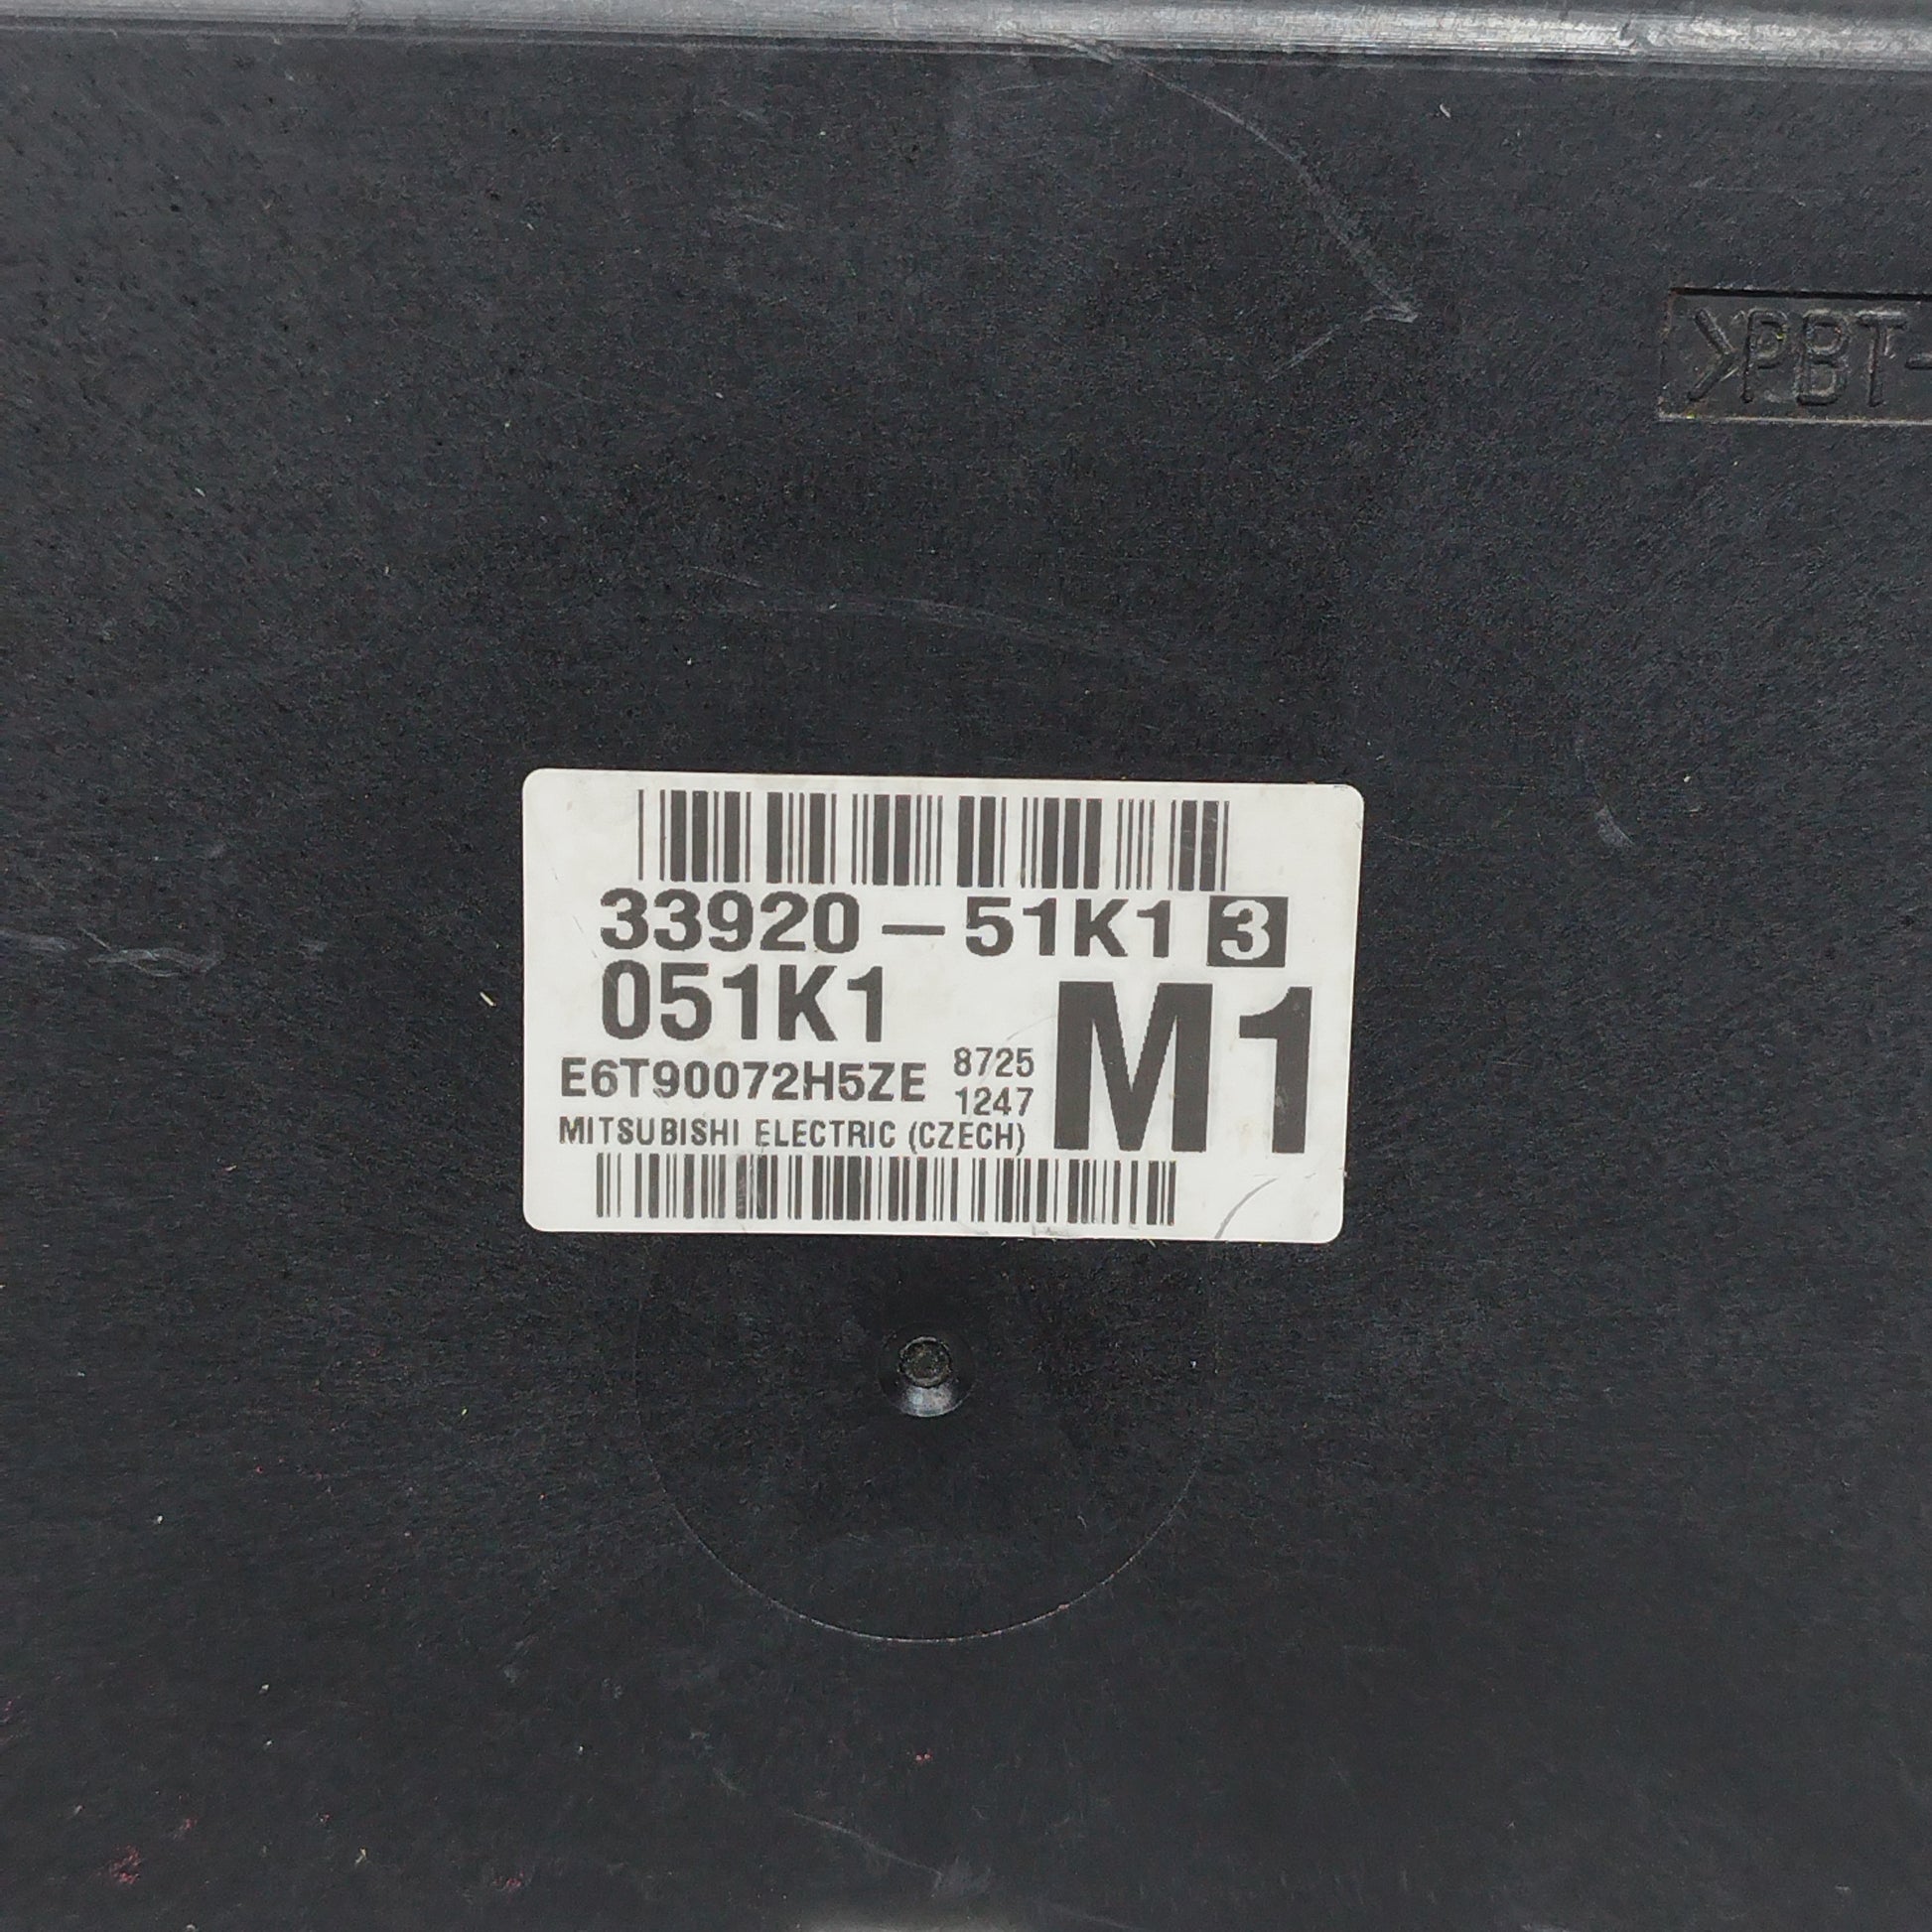 >PBT-
33920-51K1 3
051K1
M1
E6T90072H5ZE
8725
1247
MITSUBISHI ELECTRIC (CZECH)